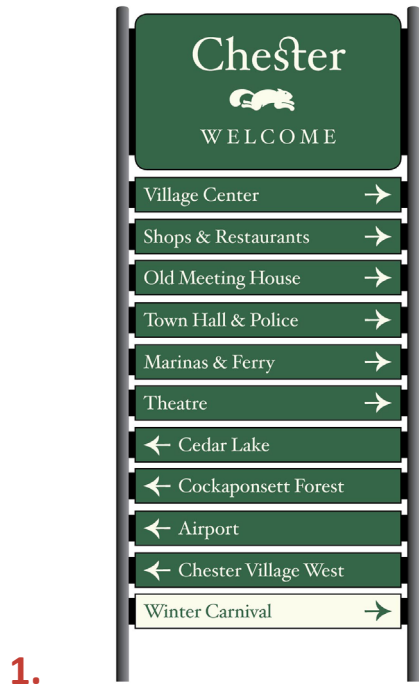 Chester
WELCOME
Village Center →
Shops & Restaurants →
Old Meeting House →
Town Hall & Police →
Marinas & Ferry →
Theatre →
← Cedar Lake
← Cockaponsett Forest
← Airport
← Chester Village West
Winter Carnival →
1.